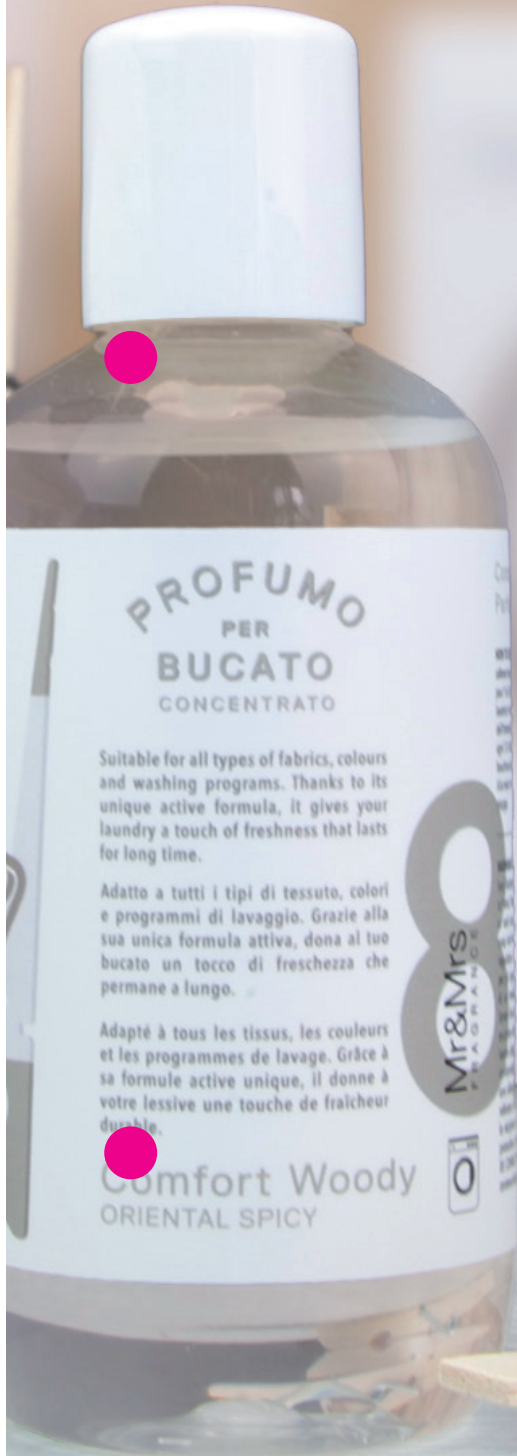 PROFUMO
PER
BUCATO
CONCENTRATO
Suitable for all types of fabrics, colours
and washing programs. Thanks to its
unique active formula, it gives your
laundry a touch of freshness that lasts
for long time.
Adatto a tutti i tipi di tessuto, colori
e programmi di lavaggio. Grazie alla
sua unica formula attiva, dona al tuo
bucato un tocco di freschezza che
permane a lungo.
Adapté à tous les tissus, les couleurs
et les programmes de lavage. Grâce à
sa formule active unique, il donne à
votre lessive une touche de fraîcheur
durable.
Comfort Woody
ORIENTAL SPICY
Mr&Mrs
FRAGRANCE